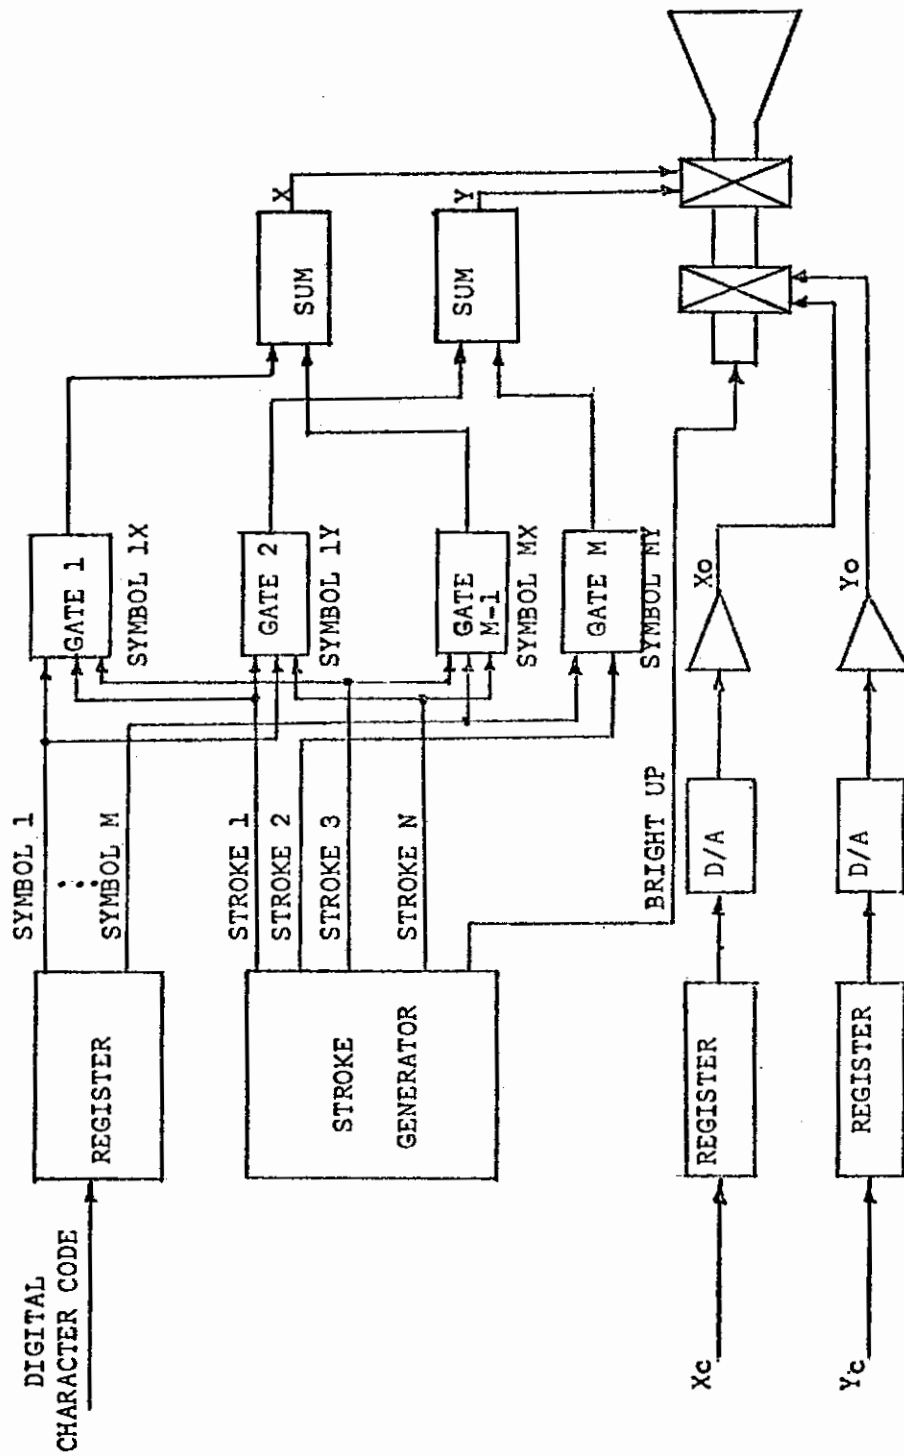 DIGITAL
CHARACTER CODE
REGISTER
SYMBOL 1
SYMBOL M
STROKE
GENERATOR
STROKE 1
STROKE 2
STROKE 3
STROKE N
BRIGHT UP
GATE 1
SYMBOL 1X
GATE 2
SYMBOL 1Y
GATE
M-1
SYMBOL MX
GATE M
SYMBOL MY
SUM
X
SUM
Y
Xc
REGISTER
D/A
Xo
Yc
REGISTER
D/A
Yo